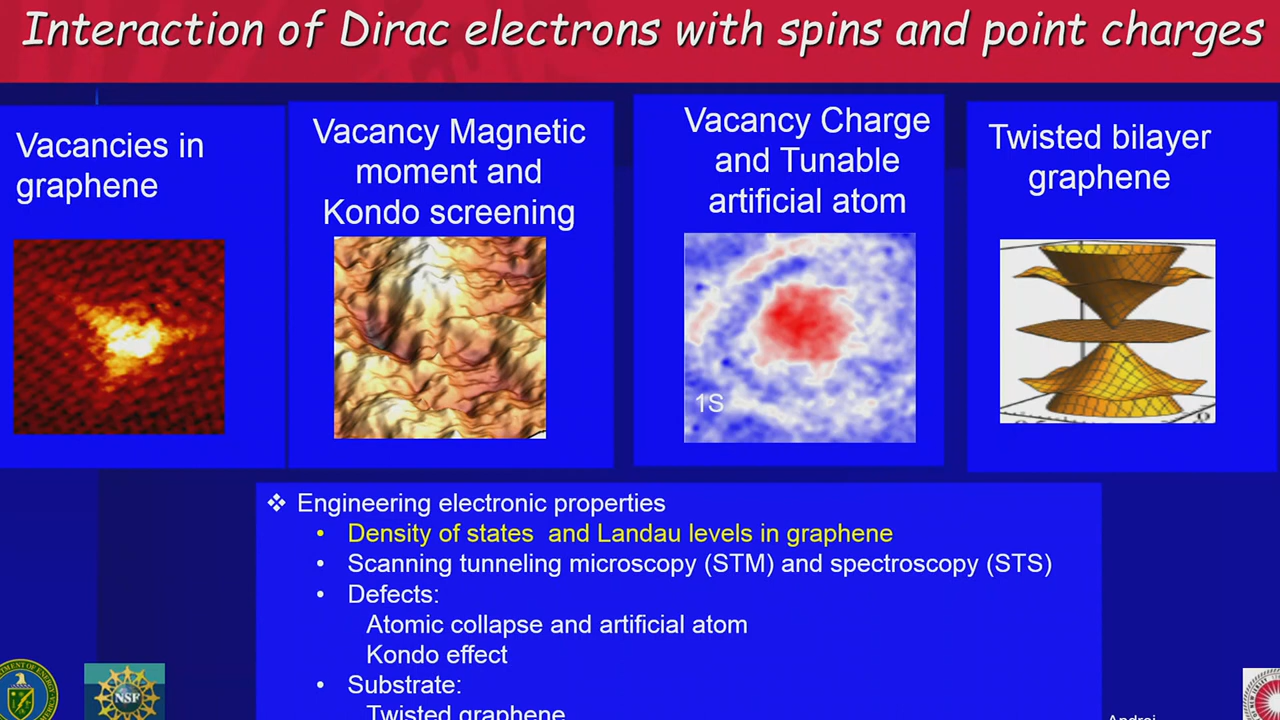 Interaction of Dirac electrons with spins and point charges
Vacancies in
graphene
Vacancy Magnetic
moment and
Kondo screening
Vacancy Charge
and Tunable
artificial atom
1S
Twisted bilayer
graphene
❖ Engineering electronic properties
• Density of states and Landau levels in graphene
• Scanning tunneling microscopy (STM) and spectroscopy (STS)
• Defects:
Atomic collapse and artificial atom
Kondo effect
• Substrate:
Twisted graphene
NSF
Andrei